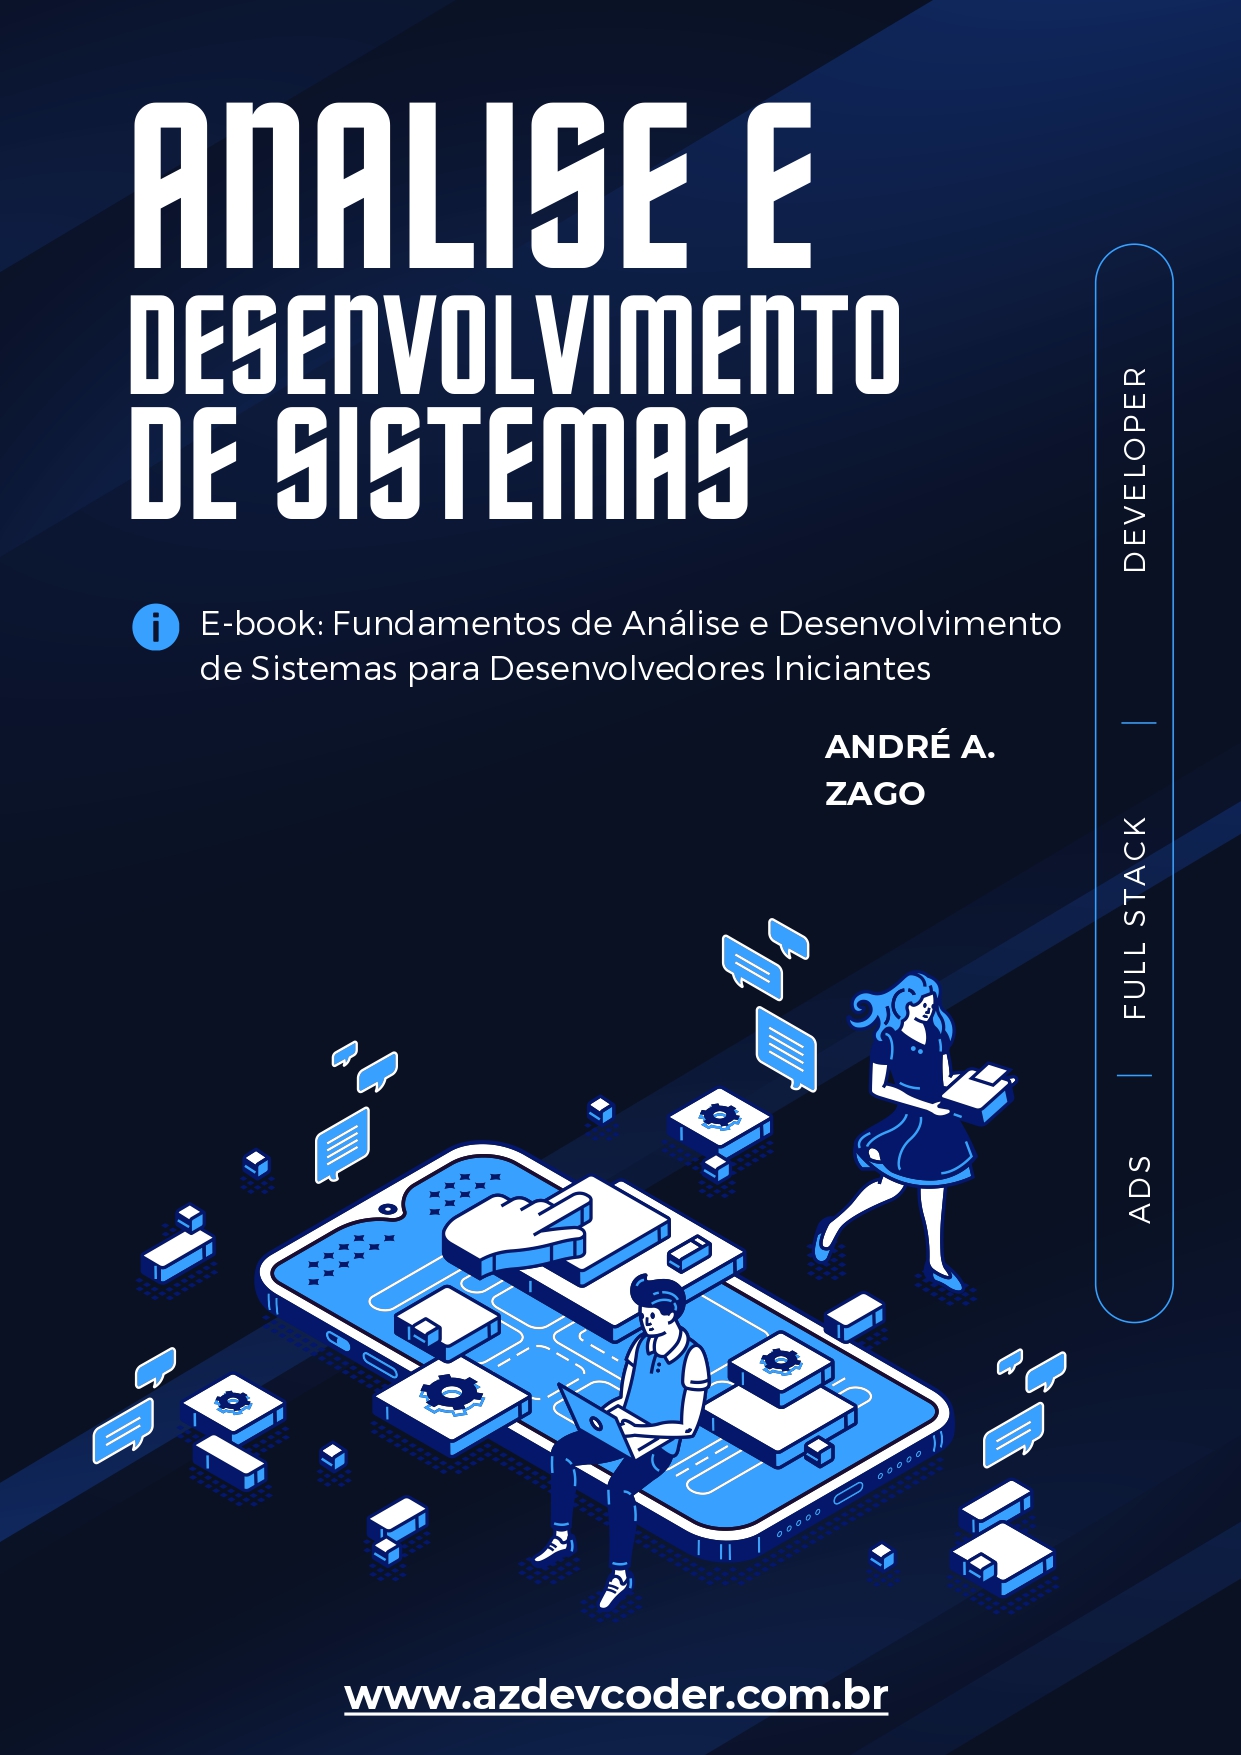 ANALISE E
DESENVOLVIMENTO
DE SISTEMAS
i
E-book: Fundamentos de Análise e Desenvolvimento
de Sistemas para Desenvolvedores Iniciantes
ANDRÉ A.
ZAGO
DEVELOPER
FULL STACK
ADS
www.azdevcoder.com.br